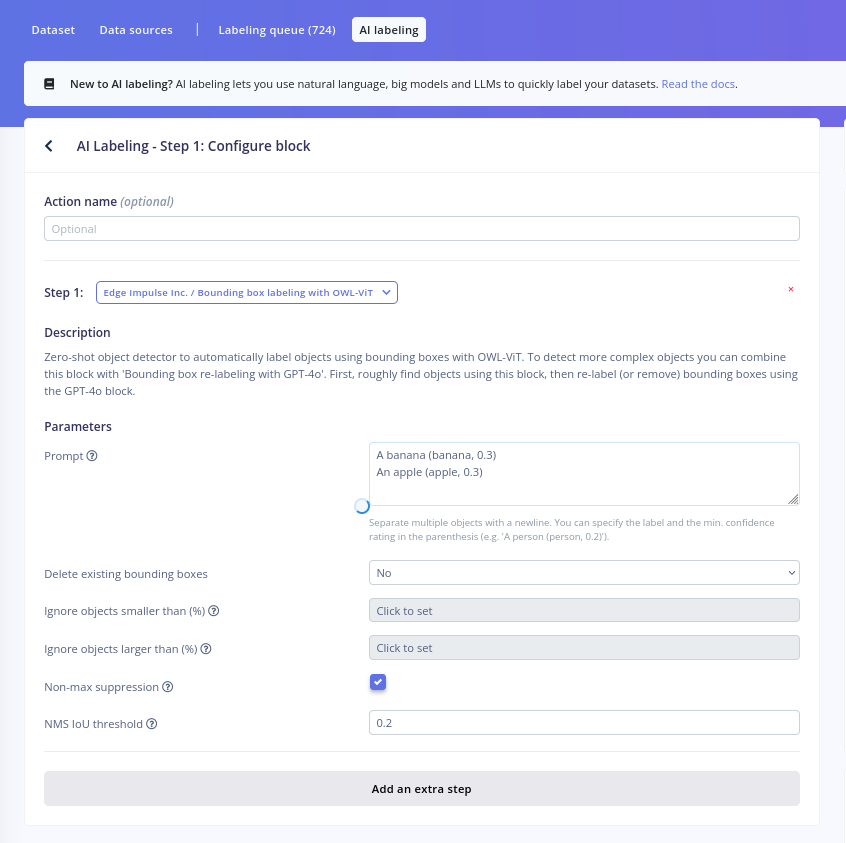 Dataset
Data sources
Labeling queue (724)
AI labeling
New to AI labeling? AI labeling lets you use natural language, big models and LLMs to quickly label your datasets. Read the docs.
AI Labeling - Step 1: Configure block
Action name (optional)
Optional
Step 1:
Edge Impulse Inc. / Bounding box labeling with OWL-ViT
×
Description
Zero-shot object detector to automatically label objects using bounding boxes with OWL-ViT. To detect more complex objects you can combine
this block with 'Bounding box re-labeling with GPT-4o'. First, roughly find objects using this block, then re-label (or remove) bounding boxes using
the GPT-4o block.
Parameters
Prompt ?
A banana (banana, 0.3)
An apple (apple, 0.3)
Separate multiple objects with a newline. You can specify the label and the min. confidence
rating in the parenthesis (e.g. 'A person (person, 0.2)').
Delete existing bounding boxes
No
Ignore objects smaller than (%) ?
Click to set
Ignore objects larger than (%) ?
Click to set
Non-max suppression ?
NMS IoU threshold ?
0.2
Add an extra step